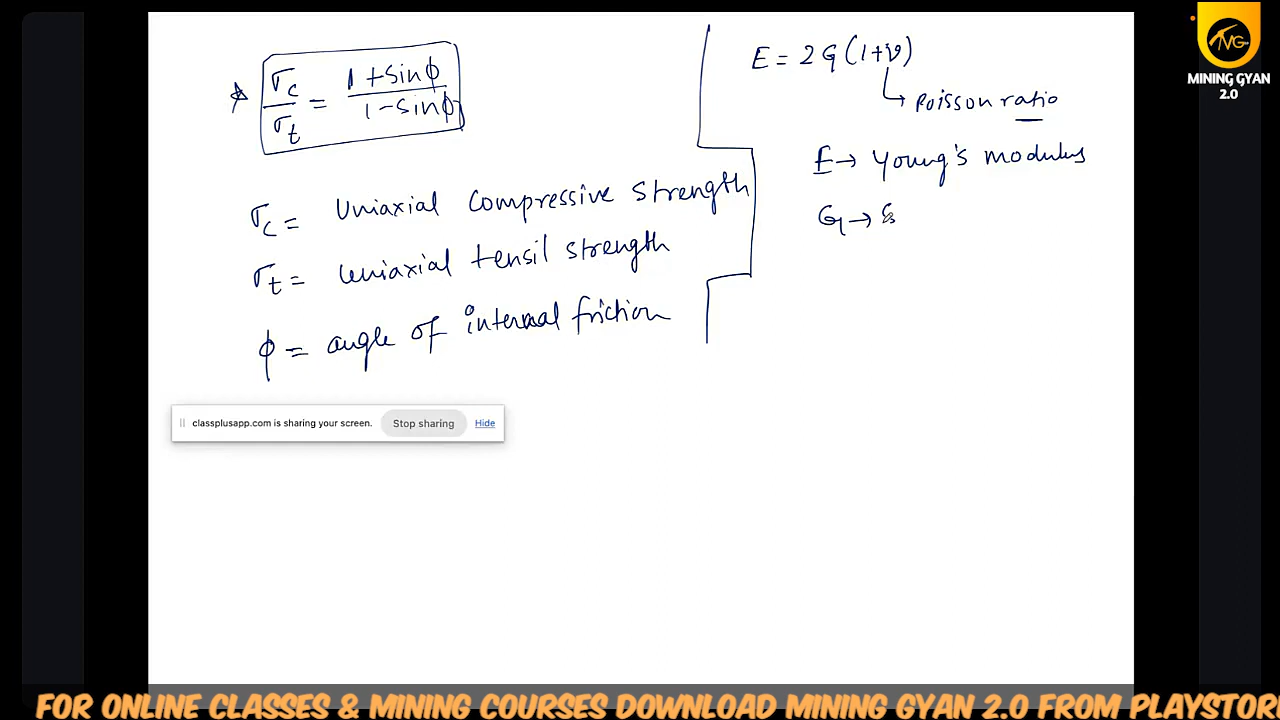 ☆ σc/σt = 1+sinϕ/1-sinϕ
σc = Uniaxial compressive strength
σt = Uniaxial tensil strength
ϕ = angle of internal friction
E = 2G(1+ν)
Poisson ratio
E → Young's modulus
G →
classplusapp.com is sharing your screen. Stop sharing Hide
TNG
MINING GYAN
2.0
FOR ONLINE CLASSES & MINING COURSES DOWNLOAD MINING GYAN 2.0 FROM PLAYSTOR